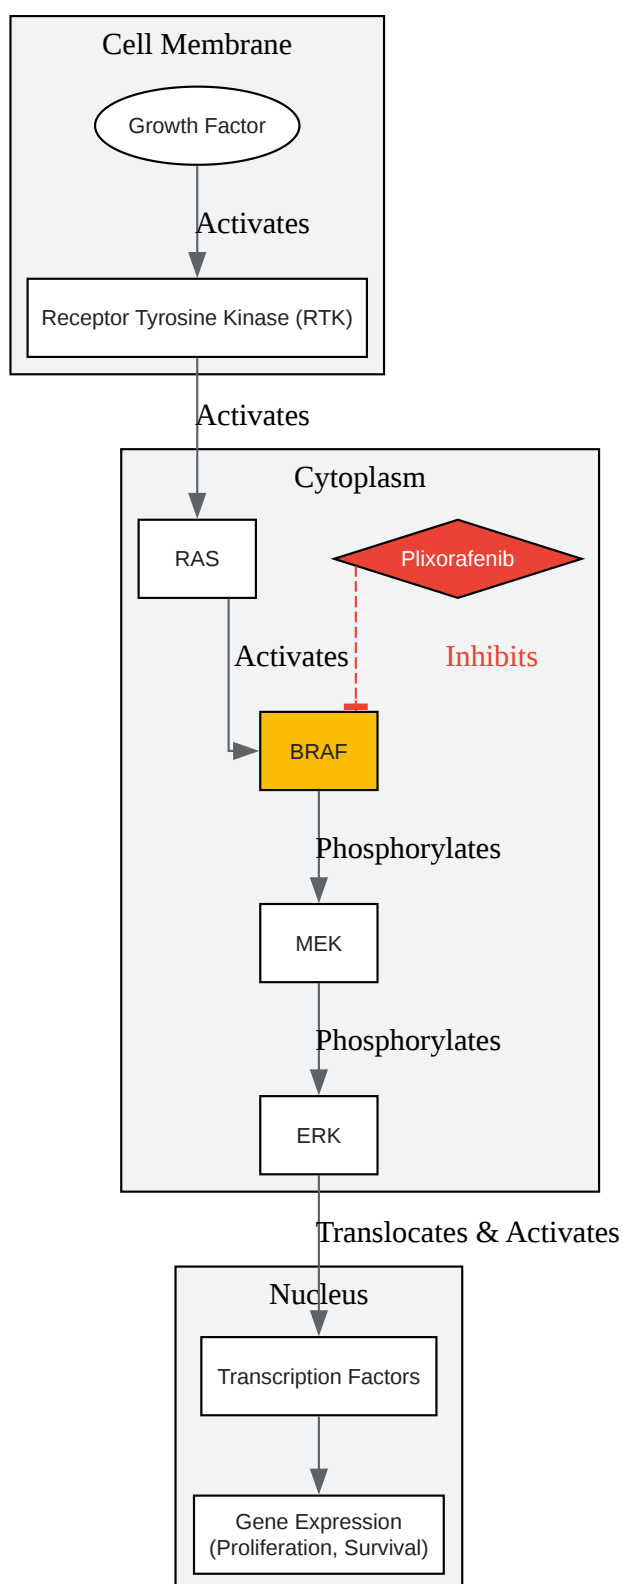 Cell Membrane
Growth Factor
Activates
Receptor Tyrosine Kinase (RTK)
Activates
Cytoplasm
RAS
Plixorafenib
Activates
Inhibits
BRAF
Phosphorylates
MEK
Phosphorylates
ERK
Translocates & Activates
Nucleus
Transcription Factors
Gene Expression
(Proliferation, Survival)